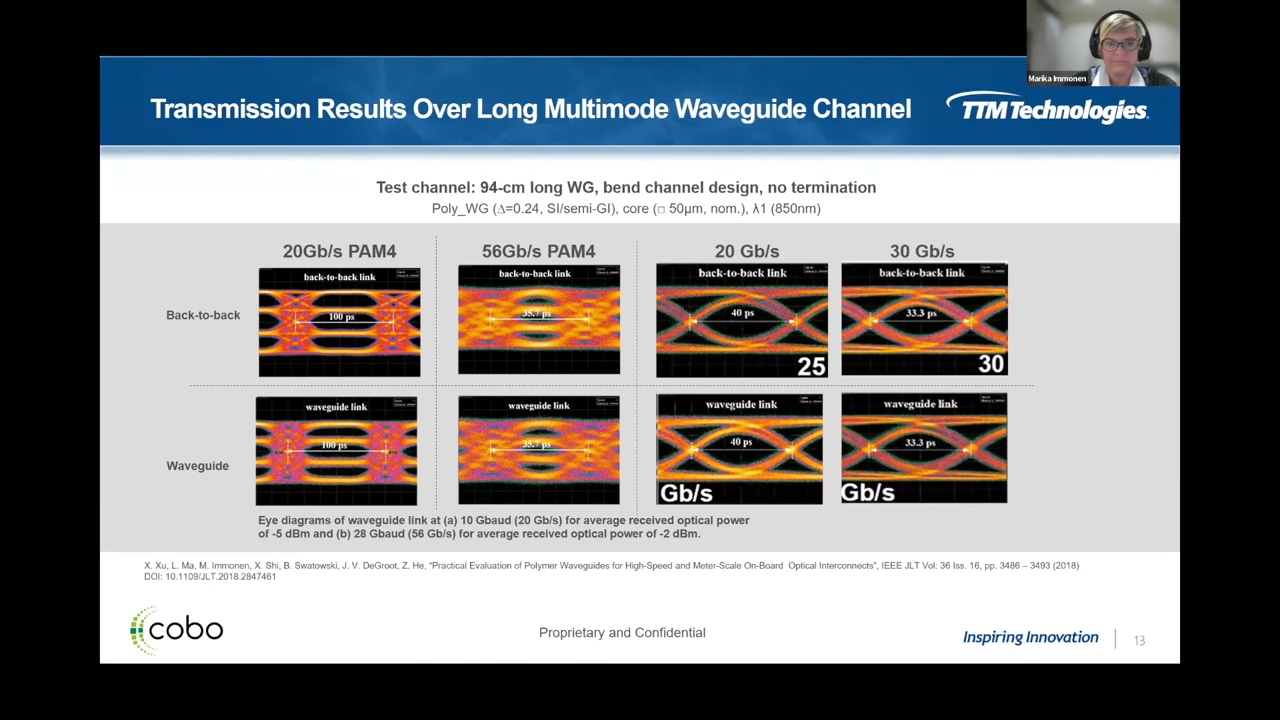 Marika Immonen
Transmission Results Over Long Multimode Waveguide Channel
TTM Technologies
Test channel: 94-cm long WG, bend channel design, no termination
Poly_WG (Δ=0.24, SI/semi-GI), core (□ 50μm, nom.), λ1 (850nm)
20Gb/s PAM4
56Gb/s PAM4
20 Gb/s
30 Gb/s
Back-to-back
back-to-back link
100 ps
back-to-back link
35.7 ps
back-to-back link
40 ps
25
back-to-back link
33.3 ps
30
Waveguide
waveguide link
100 ps
waveguide link
35.7 ps
waveguide link
40 ps
Gb/s
waveguide link
33.3 ps
Gb/s
Eye diagrams of waveguide link at (a) 10 Gbaud (20 Gb/s) for average received optical power
of -5 dBm and (b) 28 Gbaud (56 Gb/s) for average received optical power of -2 dBm.
X. Xu, L. Ma, M. Immonen, X. Shi, B. Swatowski, J. V. DeGroot, Z. He, “Practical Evaluation of Polymer Waveguides for High-Speed and Meter-Scale On-Board Optical Interconnects”, IEEE JLT Vol: 36 Iss. 16, pp. 3486 – 3493 (2018)
DOI: 10.1109/JLT.2018.2847461
cobo
Proprietary and Confidential
Inspiring Innovation
13